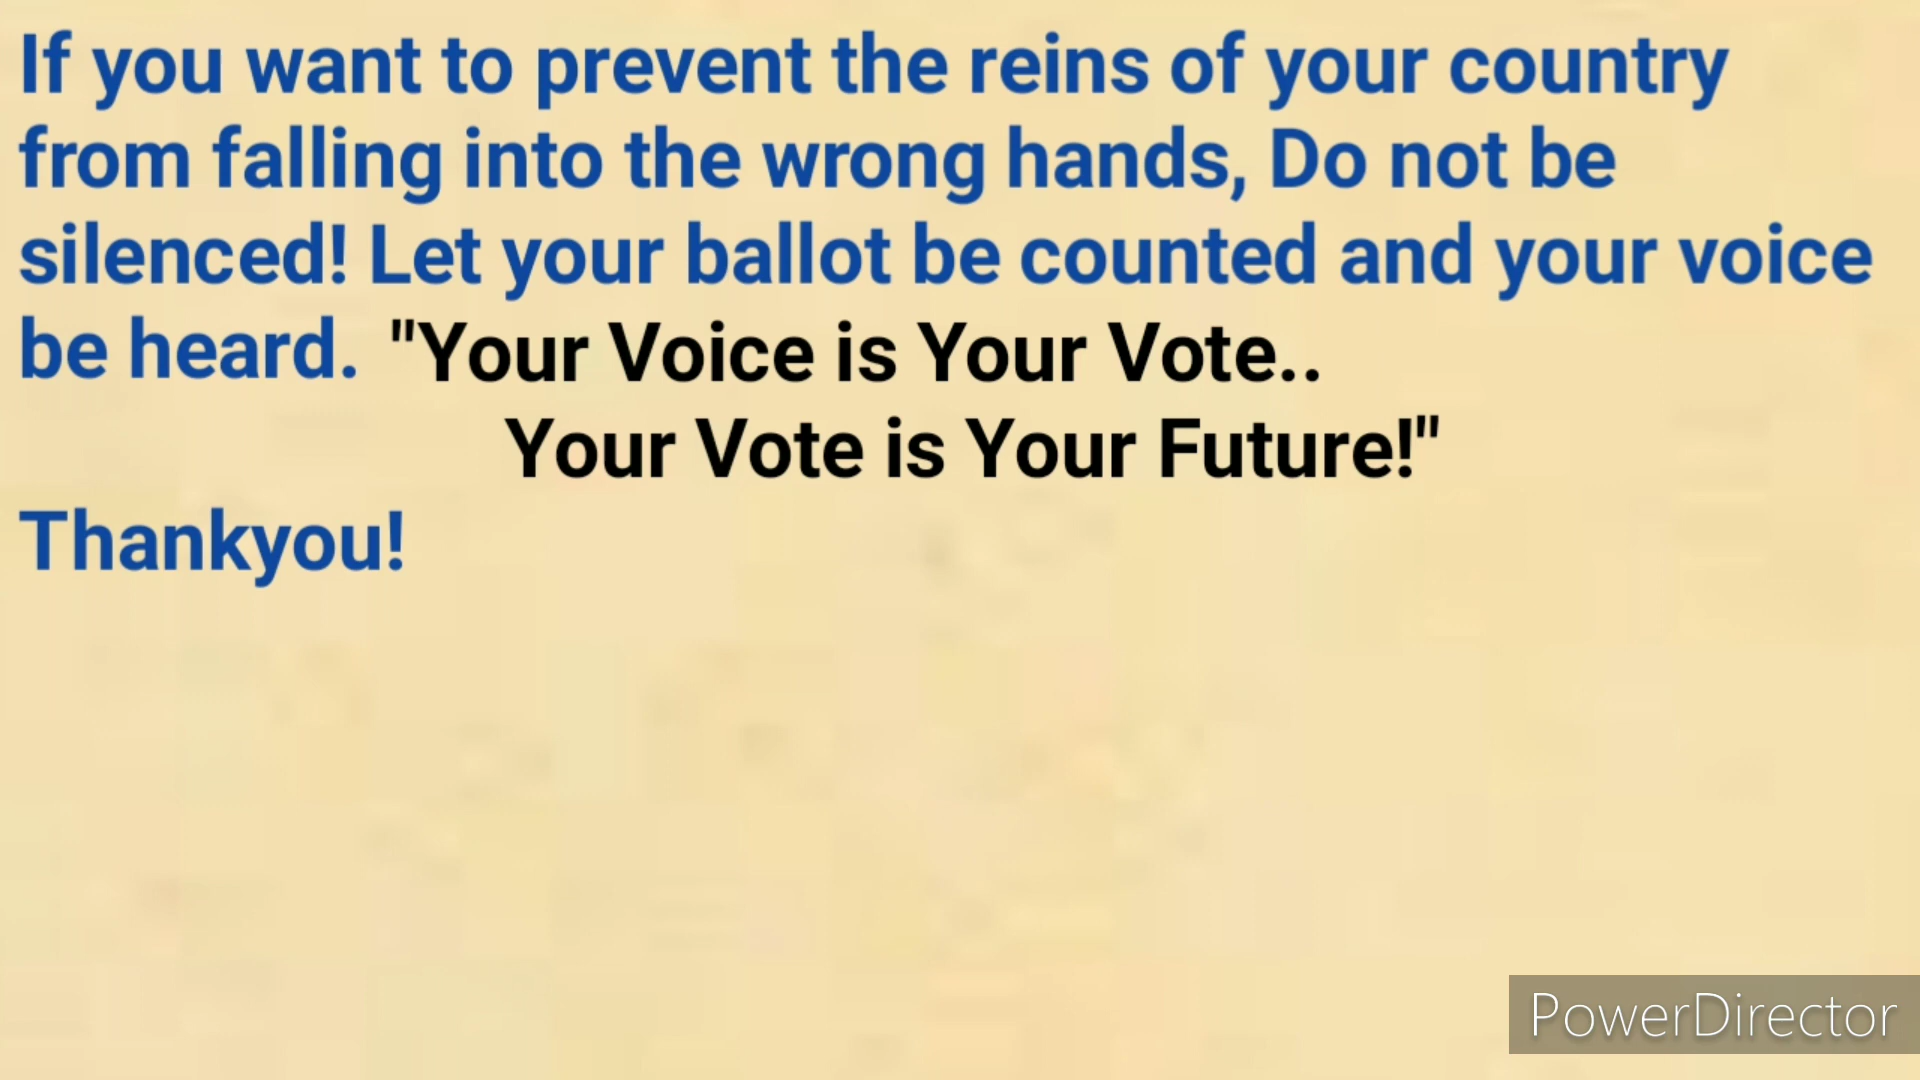 If you want to prevent the reins of your country
from falling into the wrong hands, Do not be
silenced! Let your ballot be counted and your voice
be heard. "Your Voice is Your Vote..
Your Vote is Your Future!"
Thankyou!
PowerDirector